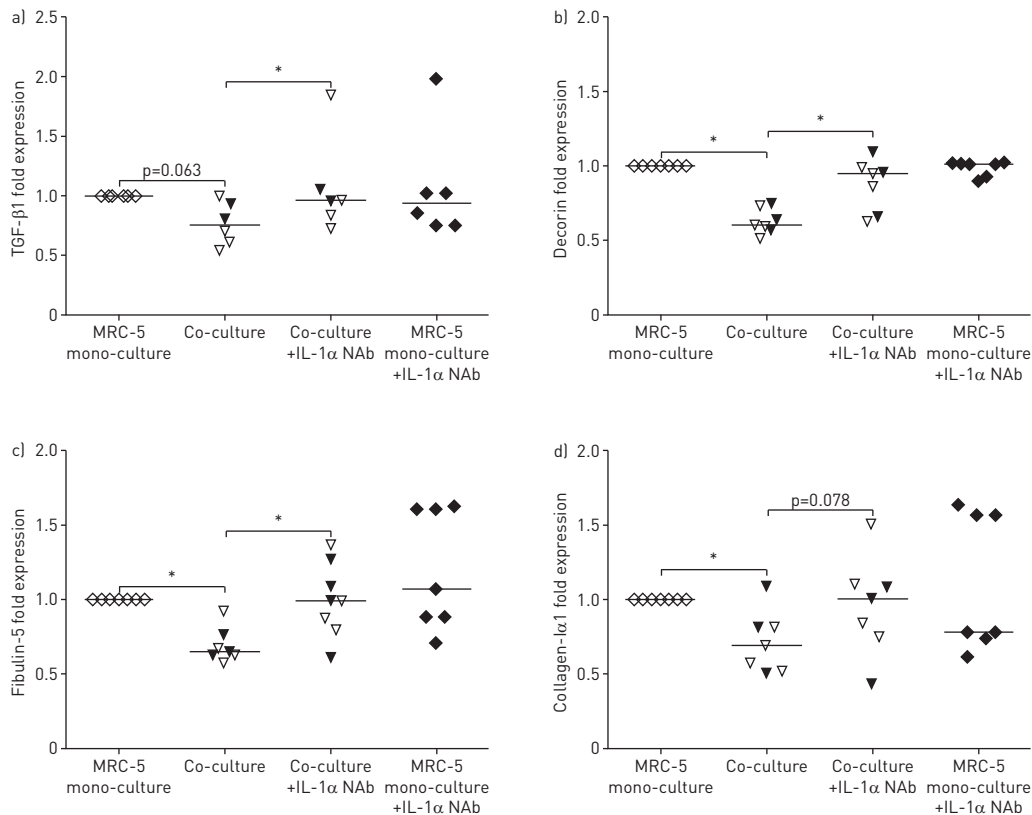 a)
TGF-β1 fold expression
2.5
2.0
1.5
1.0
0.5
0
p=0.063
*
MRC-5
mono-culture
Co-culture
Co-culture
+IL-1α NAb
MRC-5
mono-culture
+IL-1α NAb
b)
Decorin fold expression
2.0
1.5
1.0
0.5
0
*
*
MRC-5
mono-culture
Co-culture
Co-culture
+IL-1α NAb
MRC-5
mono-culture
+IL-1α NAb
c)
Fibulin-5 fold expression
2.0
1.5
1.0
0.5
0
*
*
MRC-5
mono-culture
Co-culture
Co-culture
+IL-1α NAb
MRC-5
mono-culture
+IL-1α NAb
d)
Collagen-Iα1 fold expression
2.0
1.5
1.0
0.5
0
*
p=0.078
MRC-5
mono-culture
Co-culture
Co-culture
+IL-1α NAb
MRC-5
mono-culture
+IL-1α NAb